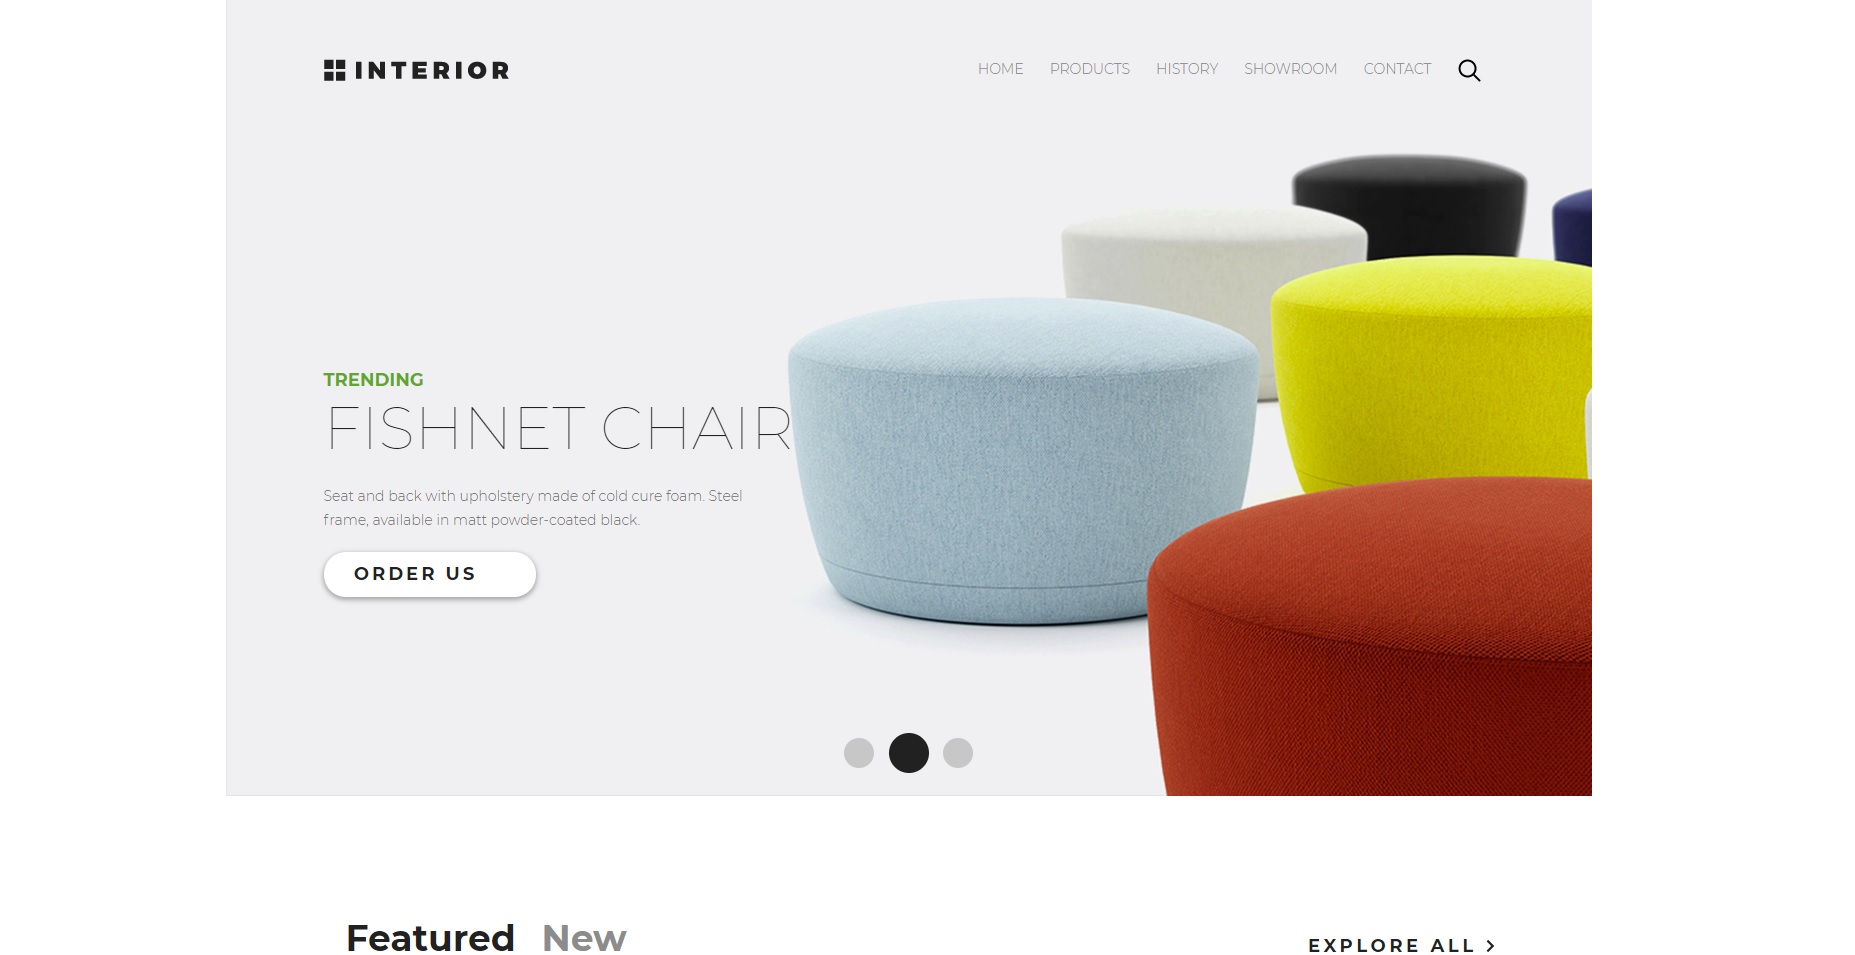 INTERIOR
HOME PRODUCTS HISTORY SHOWROOM CONTACT
TRENDING
FISHNET CHAIR
Seat and back with upholstery made of cold cure foam. Steel
frame, available in matt powder-coated black.
ORDER US
Featured New
EXPLORE ALL >